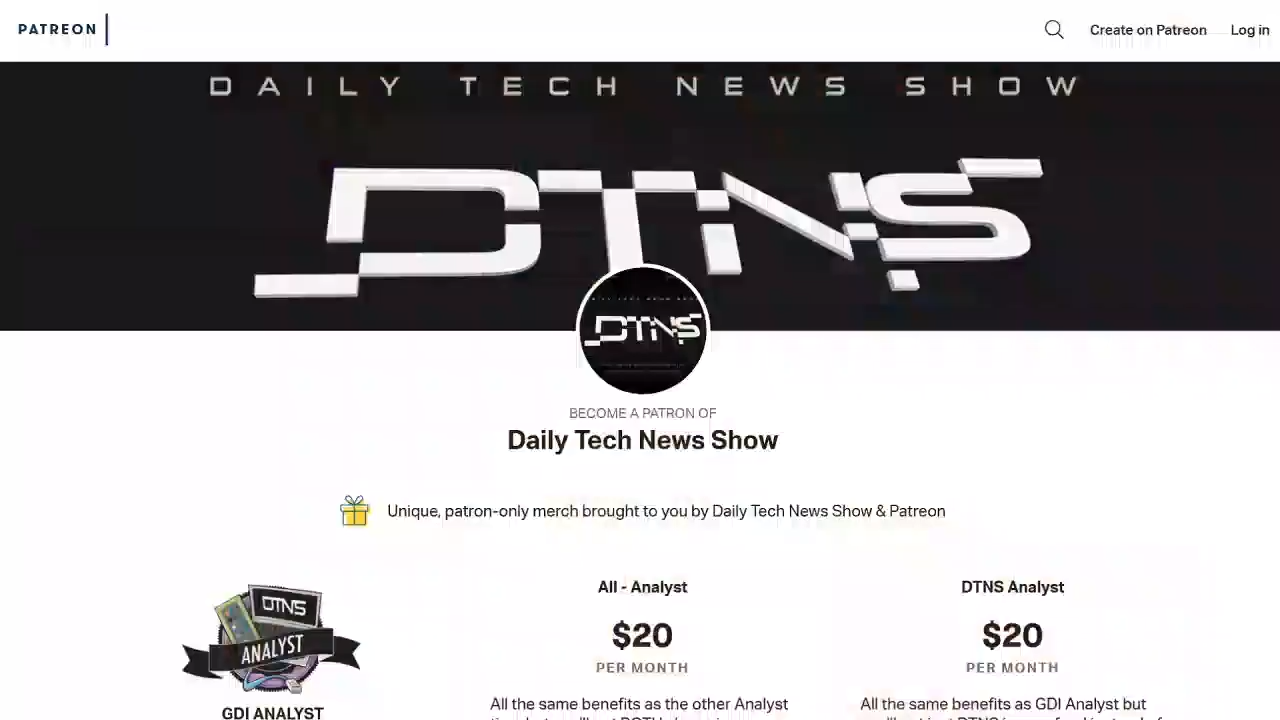 PATREON
Create on Patreon
Log in
DAILY TECH NEWS SHOW
DTNS
DTNS
BECOME A PATRON OF
Daily Tech News Show
Unique, patron-only merch brought to you by Daily Tech News Show & Patreon
DTNS
ANALYST
GDI ANALYST
All - Analyst
$20
PER MONTH
All the same benefits as the other Analyst
DTNS Analyst
$20
PER MONTH
All the same benefits as GDI Analyst but